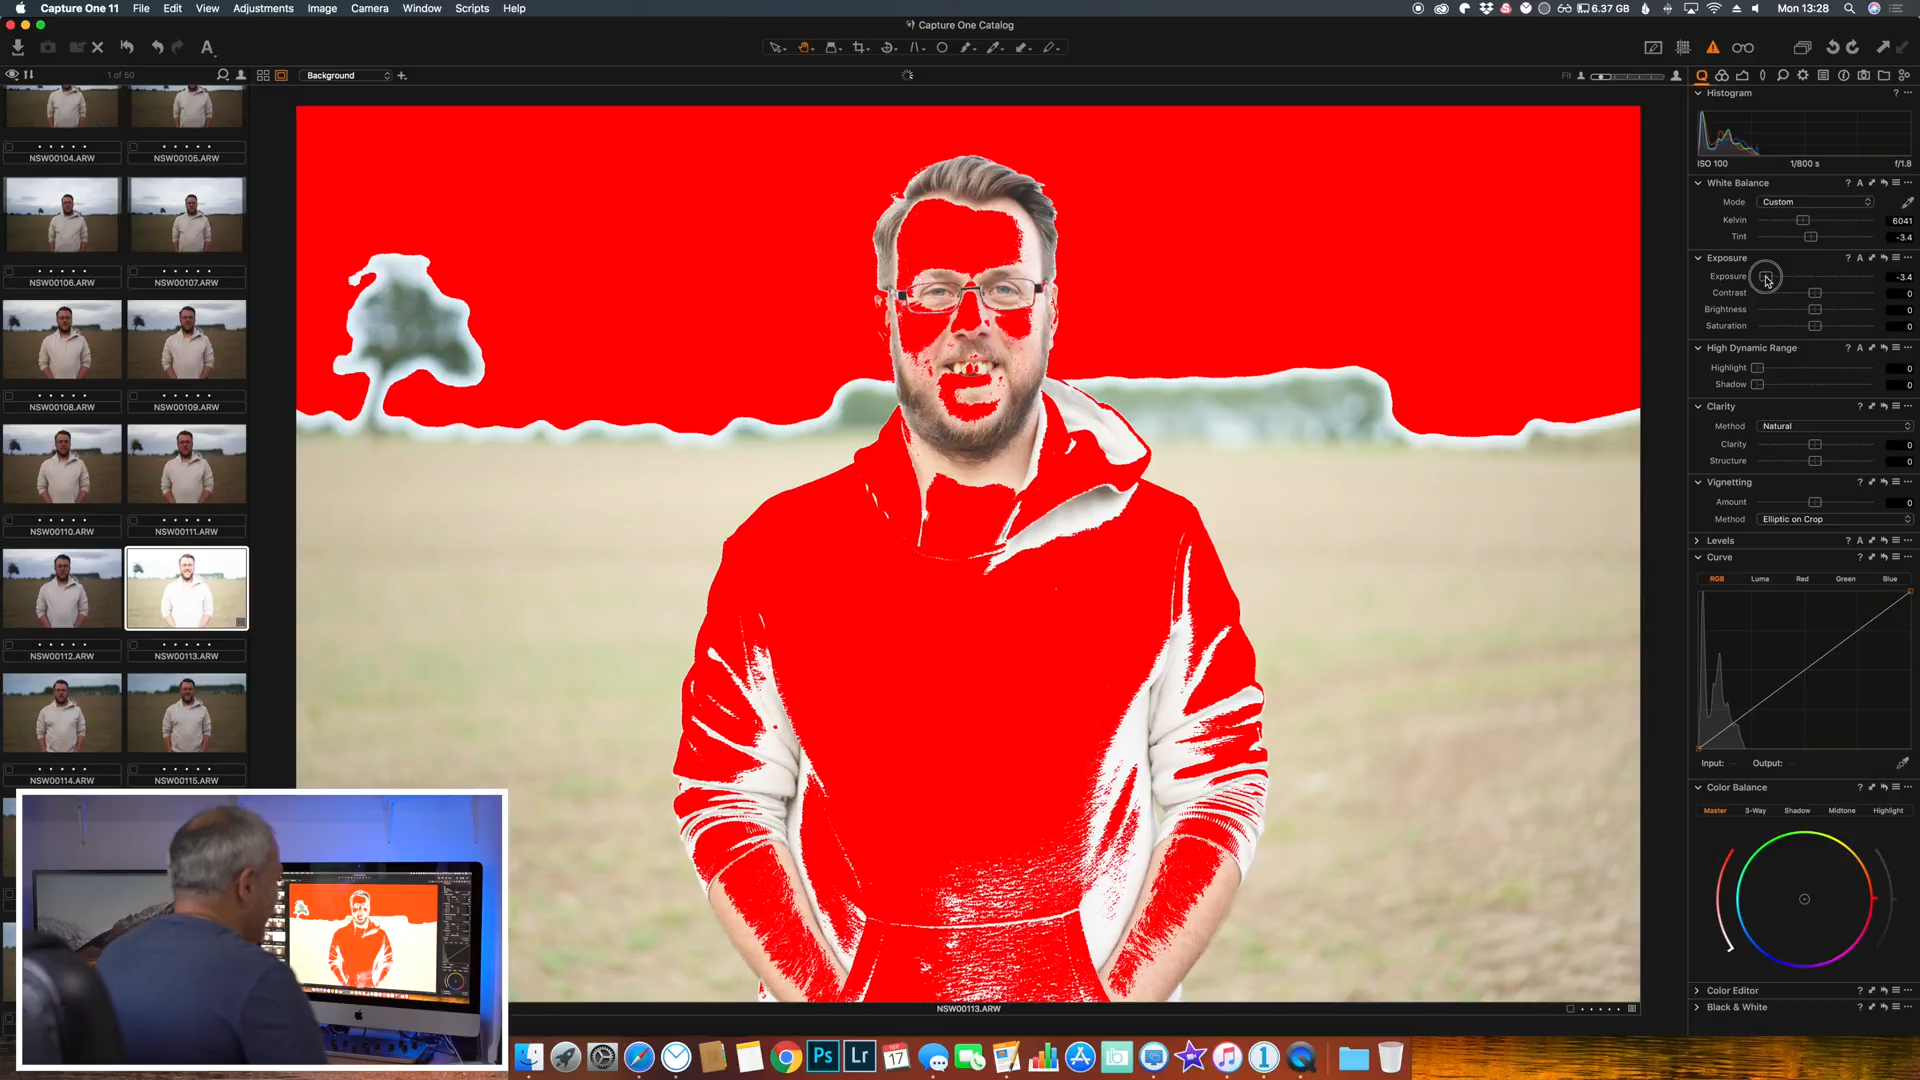 Capture One 11 File Edit View Adjustments Image Camera Window Scripts Help
6.37 GB Mon 13:28
Capture One Catalog
1 of 50
Background
Fit
NSW00104.ARW NSW00105.ARW
NSW00106.ARW NSW00107.ARW
NSW00108.ARW NSW00109.ARW
NSW00110.ARW NSW00111.ARW
NSW00112.ARW NSW00113.ARW
NSW00114.ARW NSW00115.ARW
NSW00113.ARW
Histogram
ISO 100 1/800 s f/1.8
White Balance
Mode Custom
Kelvin 6041
Tint -3.4
Exposure
Exposure -3.4
Contrast 0
Brightness 0
Saturation 0
High Dynamic Range
Highlight 0
Shadow 0
Clarity
Method Natural
Clarity 0
Structure 0
Vignetting
Amount 0
Method Elliptic on Crop
Levels
Curve
RGB Luma Red Green Blue
Input: Output:
Color Balance
Master 3-Way Shadow Midtone Highlight
Color Editor
Black & White
Ps Lr SEP 17 1